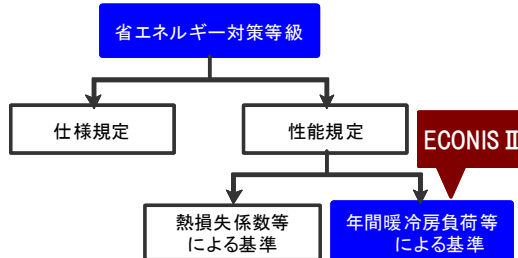 省エネルギー対策等級
仕様規定
性能規定
ECONIS Ⅱ
熱損失係数等
による基準
年間暖冷房負荷等
による基準